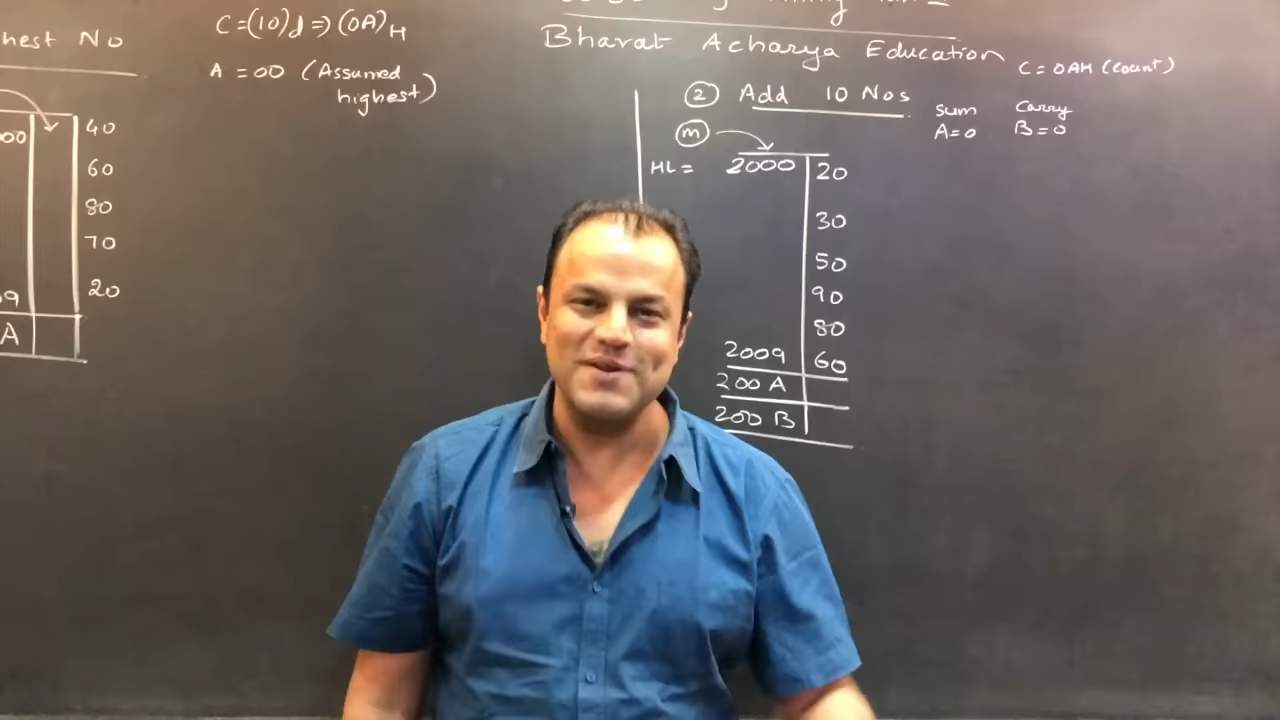 hest No
C=(10)d⇒(0A)H
A = 00 (Assumed
highest)
00
40
60
80
70
9
20
A
Bharat Acharya Education
C= 0AH (count)
② Add 10 Nos
Sum Carry
A=0 B=0
m
HL = 2000 20
30
50
90
80
2009 60
200A
200B